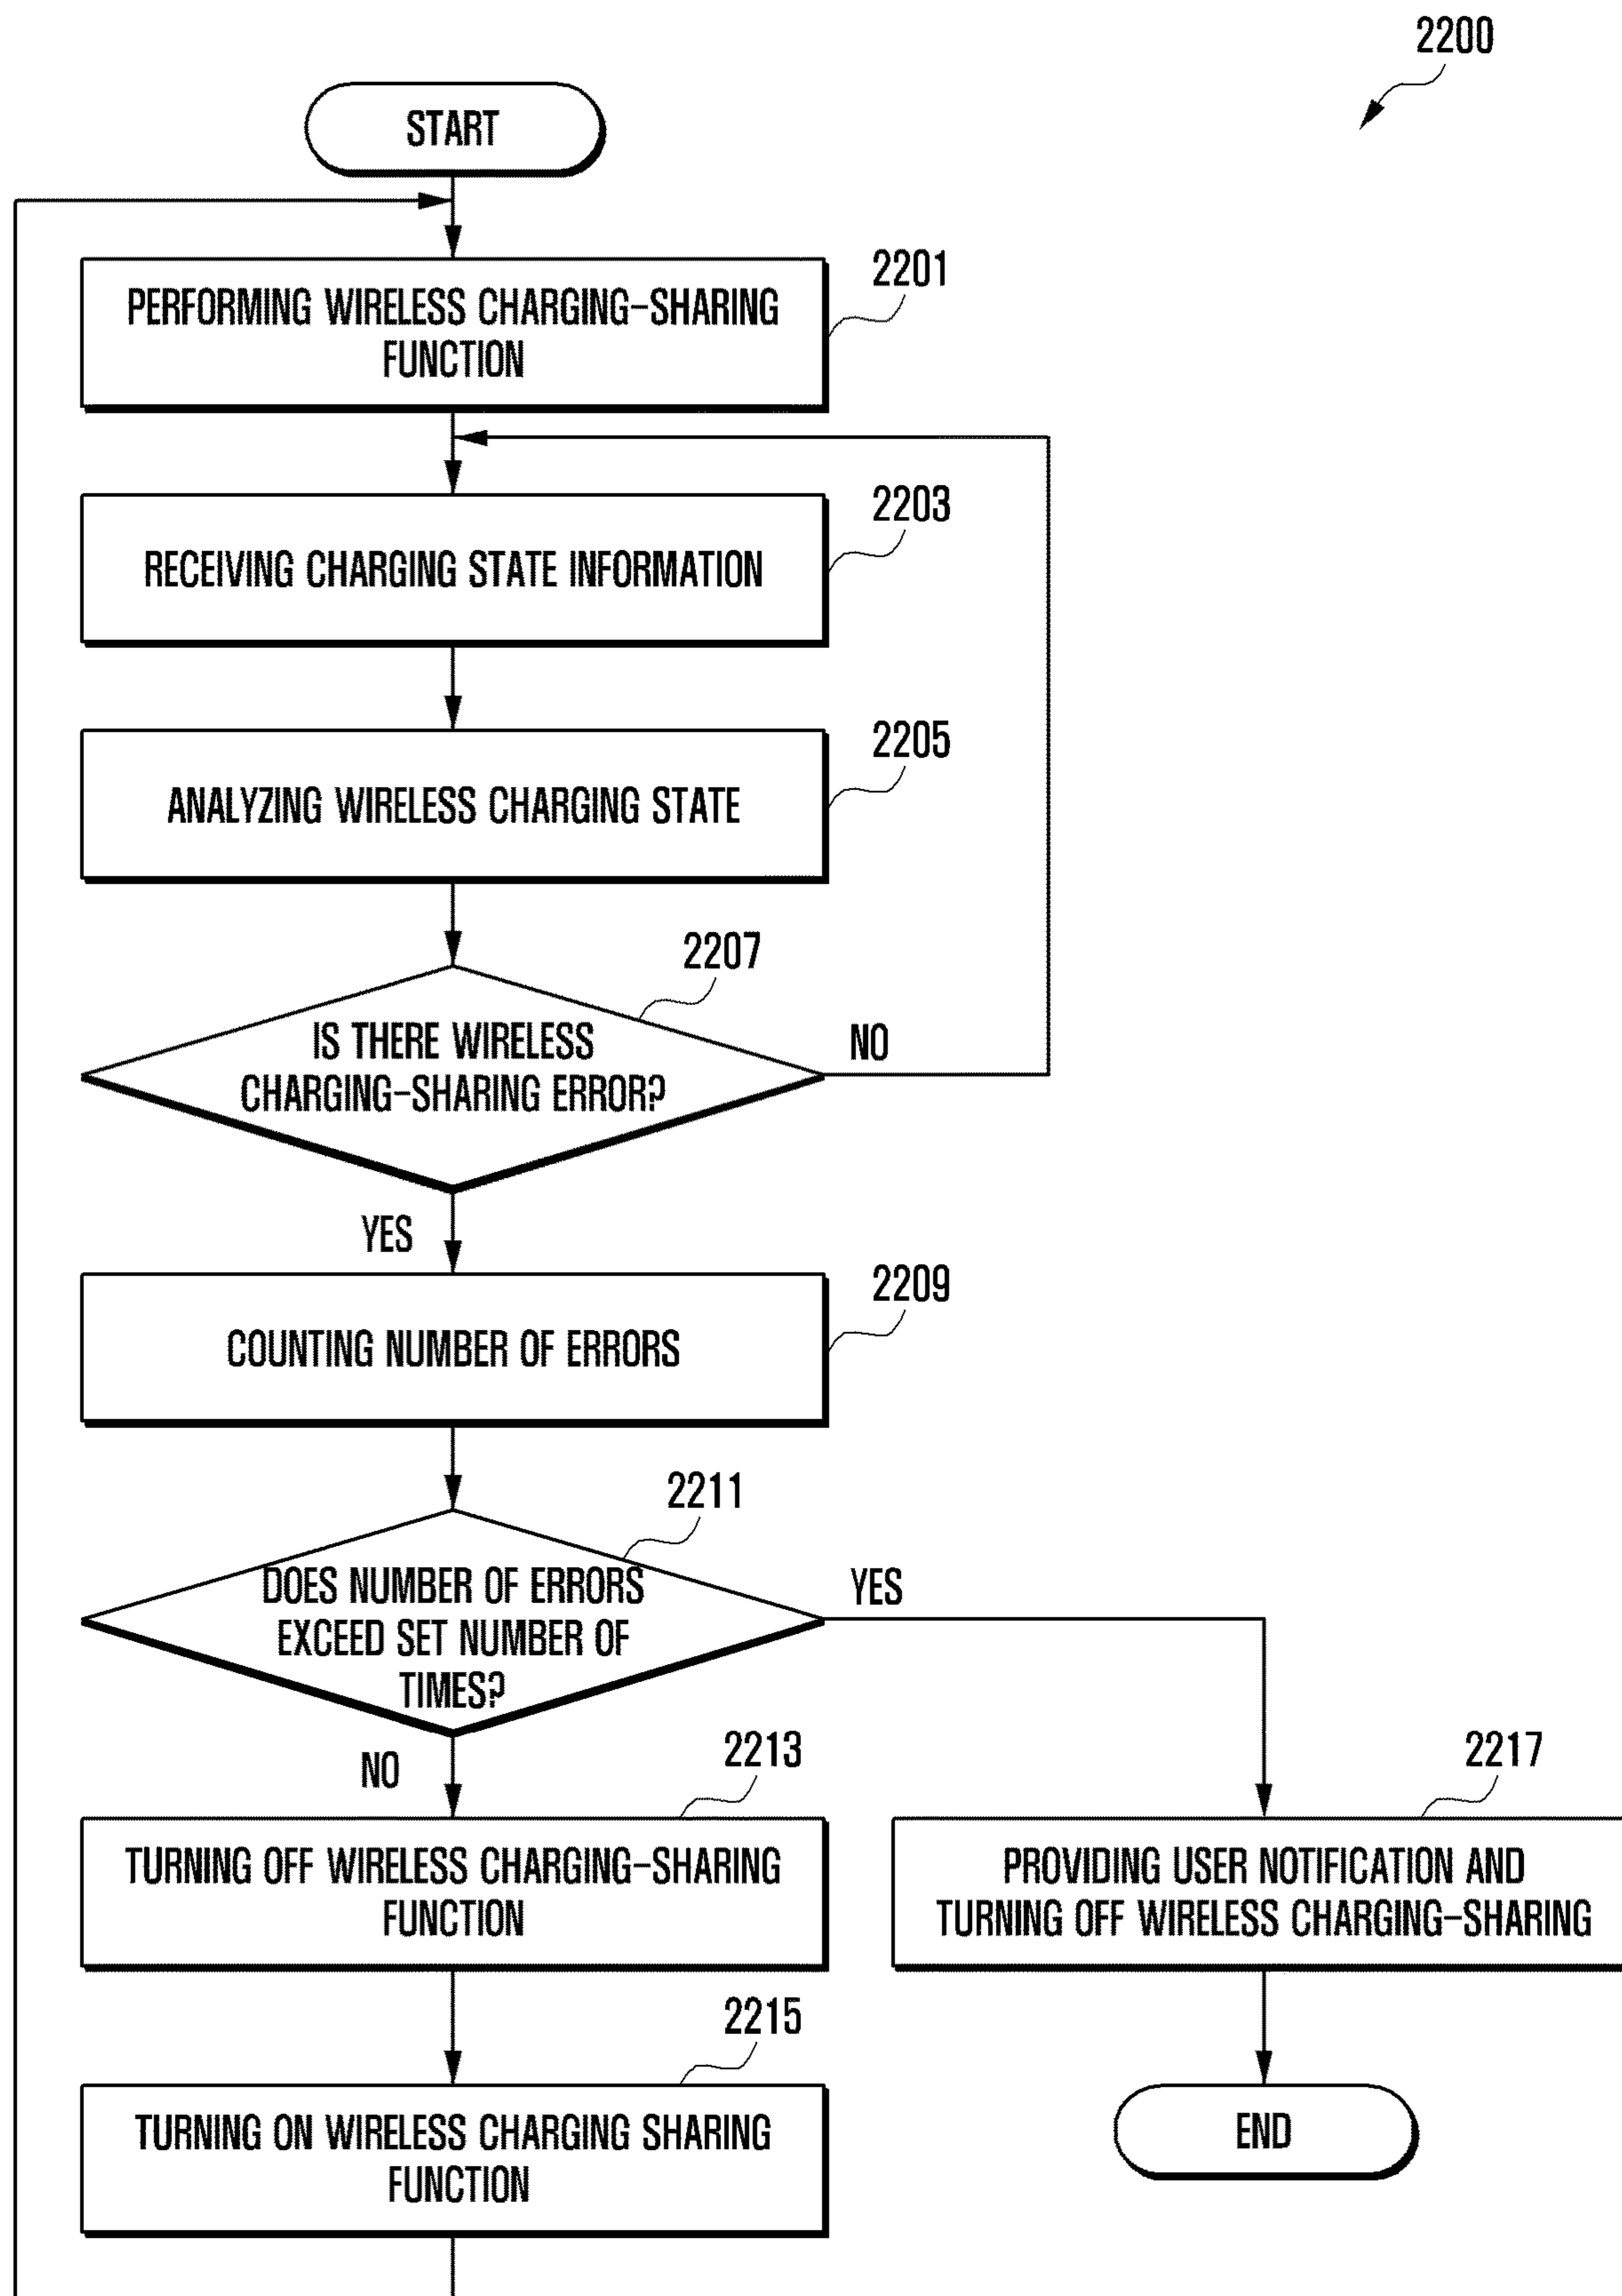 2200
START
2201
PERFORMING WIRELESS CHARGING-SHARING
FUNCTION
2203
RECEIVING CHARGING STATE INFORMATION
2205
ANALYZING WIRELESS CHARGING STATE
2207
IS THERE WIRELESS
CHARGING-SHARING ERROR?
NO
YES
2209
COUNTING NUMBER OF ERRORS
2211
DOES NUMBER OF ERRORS
EXCEED SET NUMBER OF
TIMES?
YES
NO
2213
TURNING OFF WIRELESS CHARGING-SHARING
FUNCTION
2217
PROVIDING USER NOTIFICATION AND
TURNING OFF WIRELESS CHARGING-SHARING
2215
TURNING ON WIRELESS CHARGING SHARING
FUNCTION
END